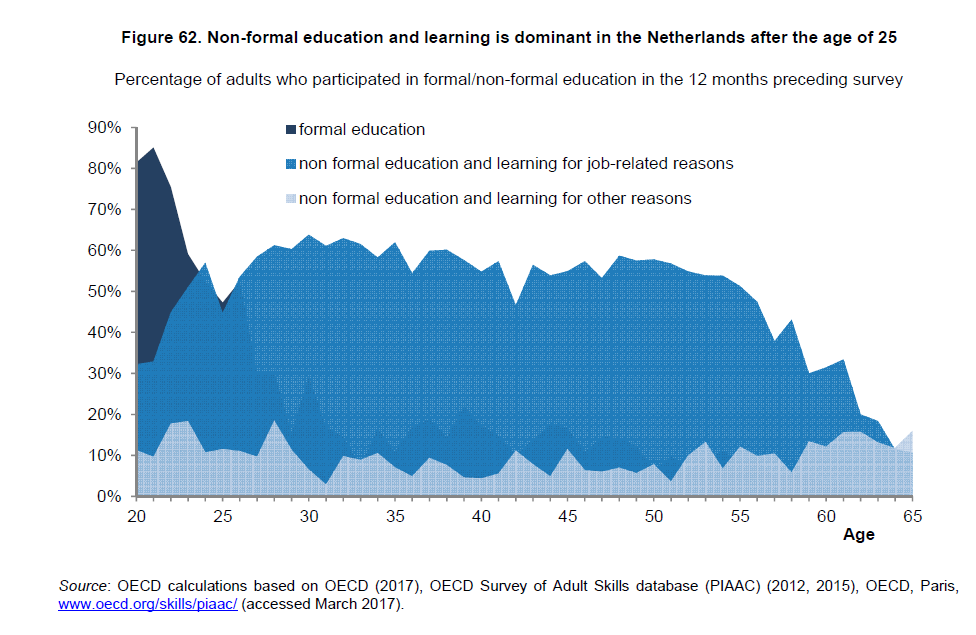 Figure 62. Non-formal education and learning is dominant in the Netherlands after the age of 25
Percentage of adults who participated in formal/non-formal education in the 12 months preceding survey
90%
80%
70%
60%
50%
40%
30%
20%
10%
0%
formal education
non formal education and learning for job-related reasons
non formal education and learning for other reasons
20 25 30 35 40 45 50 55 60 65
Age
Source: OECD calculations based on OECD (2017), OECD Survey of Adult Skills database (PIAAC) (2012, 2015), OECD, Paris,
www.oecd.org/skills/piaac/ (accessed March 2017).